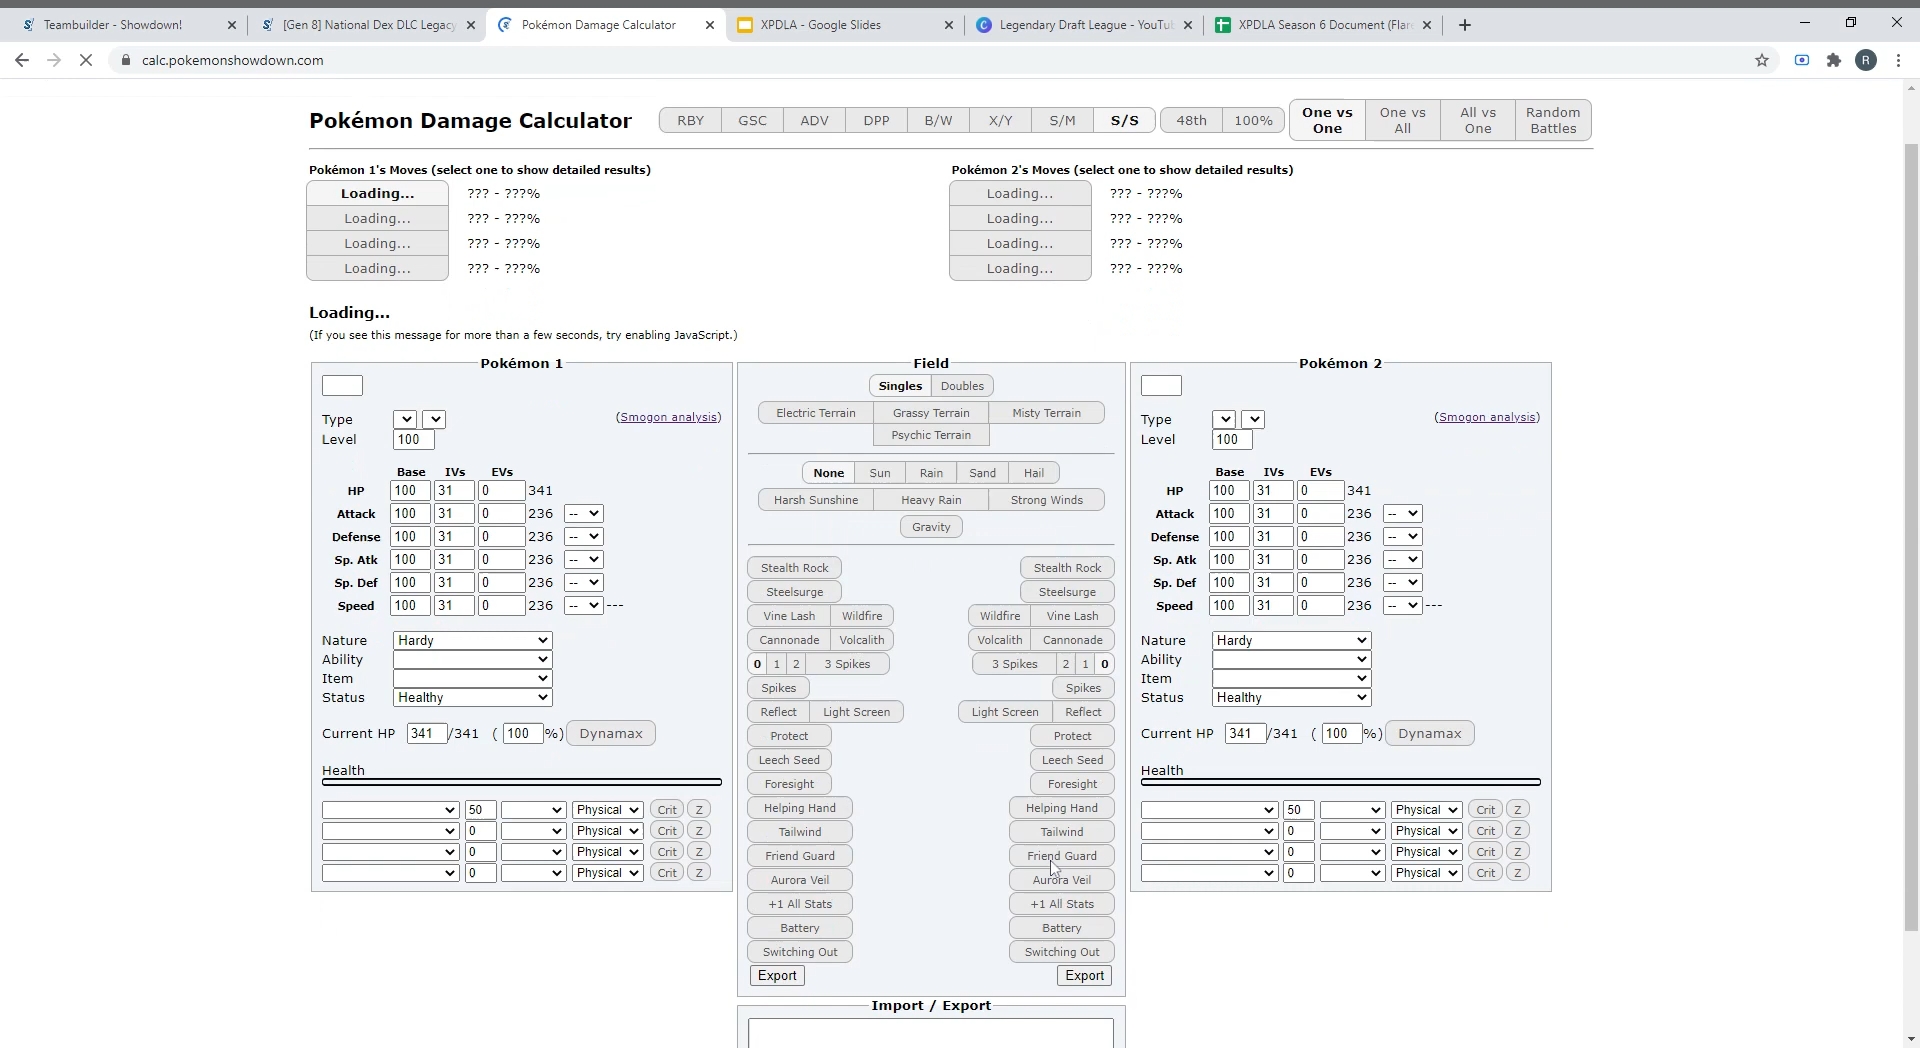 Teambuilder - Showdown!
[Gen 8] National Dex DLC Legacy
Pokémon Damage Calculator
XPDLA - Google Slides
Legendary Draft League - YouTu
XPDLA Season 6 Document (Flare
calc.pokemonshowdown.com
R
Pokémon Damage Calculator
RBY GSC ADV DPP B/W X/Y S/M S/S
48th 100%
One vs One
One vs All
All vs One
Random Battles
Pokémon 1's Moves (select one to show detailed results)
Loading... ??? - ???%
Loading... ??? - ???%
Loading... ??? - ???%
Loading... ??? - ???%
Pokémon 2's Moves (select one to show detailed results)
Loading... ??? - ???%
Loading... ??? - ???%
Loading... ??? - ???%
Loading... ??? - ???%
Loading...
(If you see this message for more than a few seconds, try enabling JavaScript.)
Pokémon 1
Type (Smogon analysis)
Level 100
Base IVs EVs
HP 100 31 0 341
Attack 100 31 0 236 --
Defense 100 31 0 236 --
Sp. Atk 100 31 0 236 --
Sp. Def 100 31 0 236 --
Speed 100 31 0 236 -- ---
Nature Hardy
Ability
Item
Status Healthy
Current HP 341 /341 ( 100 %) Dynamax
Health
50 Physical Crit Z
0 Physical Crit Z
0 Physical Crit Z
0 Physical Crit Z
Field
Singles Doubles
Electric Terrain Grassy Terrain Misty Terrain
Psychic Terrain
None Sun Rain Sand Hail
Harsh Sunshine Heavy Rain Strong Winds
Gravity
Stealth Rock Stealth Rock
Steelsurge Steelsurge
Vine Lash Wildfire Wildfire Vine Lash
Cannonade Volcalith Volcalith Cannonade
0 1 2 3 Spikes 3 Spikes 2 1 0
Spikes Spikes
Reflect Light Screen Light Screen Reflect
Protect Protect
Leech Seed Leech Seed
Foresight Foresight
Helping Hand Helping Hand
Tailwind Tailwind
Friend Guard Friend Guard
Aurora Veil Aurora Veil
+1 All Stats +1 All Stats
Battery Battery
Switching Out Switching Out
Export Export
Import / Export
Pokémon 2
Type (Smogon analysis)
Level 100
Base IVs EVs
HP 100 31 0 341
Attack 100 31 0 236 --
Defense 100 31 0 236 --
Sp. Atk 100 31 0 236 --
Sp. Def 100 31 0 236 --
Speed 100 31 0 236 -- ---
Nature Hardy
Ability
Item
Status Healthy
Current HP 341 /341 ( 100 %) Dynamax
Health
50 Physical Crit Z
0 Physical Crit Z
0 Physical Crit Z
0 Physical Crit Z